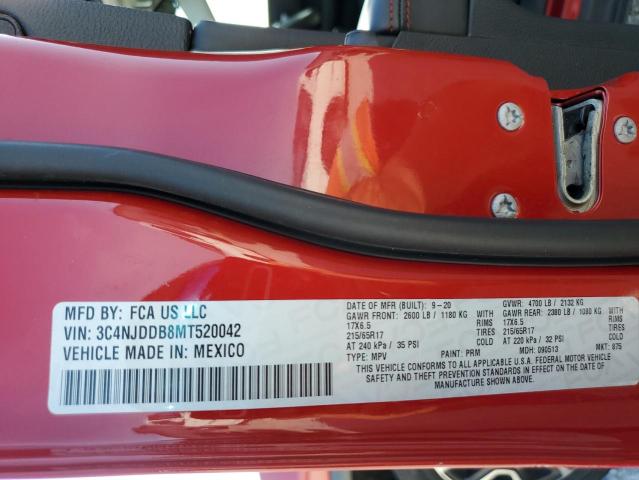 MFD BY: FCA US LLC
VIN: 3C4NJDDB8MT520042
VEHICLE MADE IN: MEXICO
DATE OF MFR (BUILT): 9-20 GVWR: 4700 LB / 2132 KG
GAWR FRONT: 2600 LB / 1180 KG GAWR REAR: 2380 LB / 1080 KG
17X6.5 RIMS 17X6.5 RIMS
215/65R17 TIRES 215/65R17 TIRES
AT 240 kPa / 35 PSI AT 220 kPa / 32 PSI
TYPE: MPV PAINT: PRM MDH: 090513 MKT: 875
THIS VEHICLE CONFORMS TO ALL APPLICABLE U.S.A. FEDERAL MOTOR VEHICLE
SAFETY AND THEFT PREVENTION STANDARDS IN EFFECT ON THE DATE OF
MANUFACTURE SHOWN ABOVE.